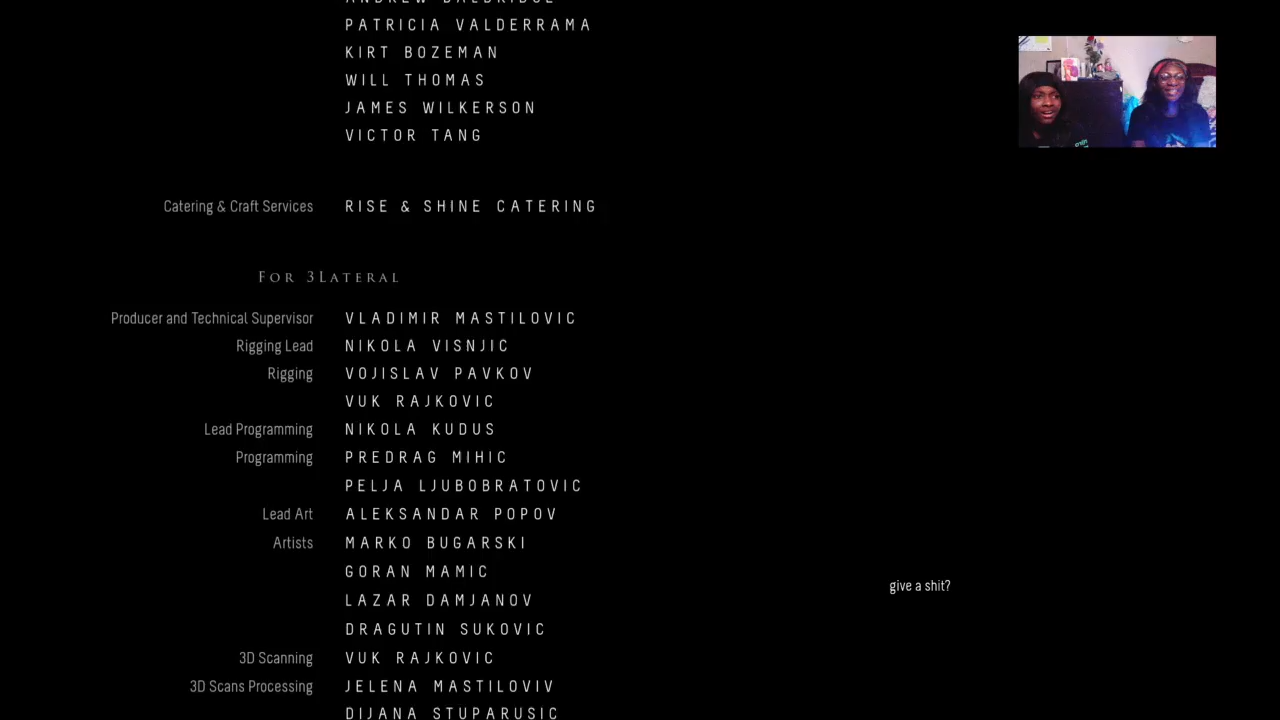 PATRICIA VALDERRAMA
KIRT BOZEMAN
WILL THOMAS
JAMES WILKERSON
VICTOR TANG
Catering & Craft Services RISE & SHINE CATERING
FOR 3LATERAL
Producer and Technical Supervisor VLADIMIR MASTILOVIC
Rigging Lead NIKOLA VISNJIC
Rigging VOJISLAV PAVKOV
VUK RAJKOVIC
Lead Programming NIKOLA KUDUS
Programming PREDRAG MIHIC
PELJA LJUBOBRATOVIC
Lead Art ALEKSANDAR POPOV
Artists MARKO BUGARSKI
GORAN MAMIC
give a shit?
LAZAR DAMJANOV
DRAGUTIN SUKOVIC
3D Scanning VUK RAJKOVIC
3D Scans Processing JELENA MASTILOVIV
DIJANA STUPARUSIC